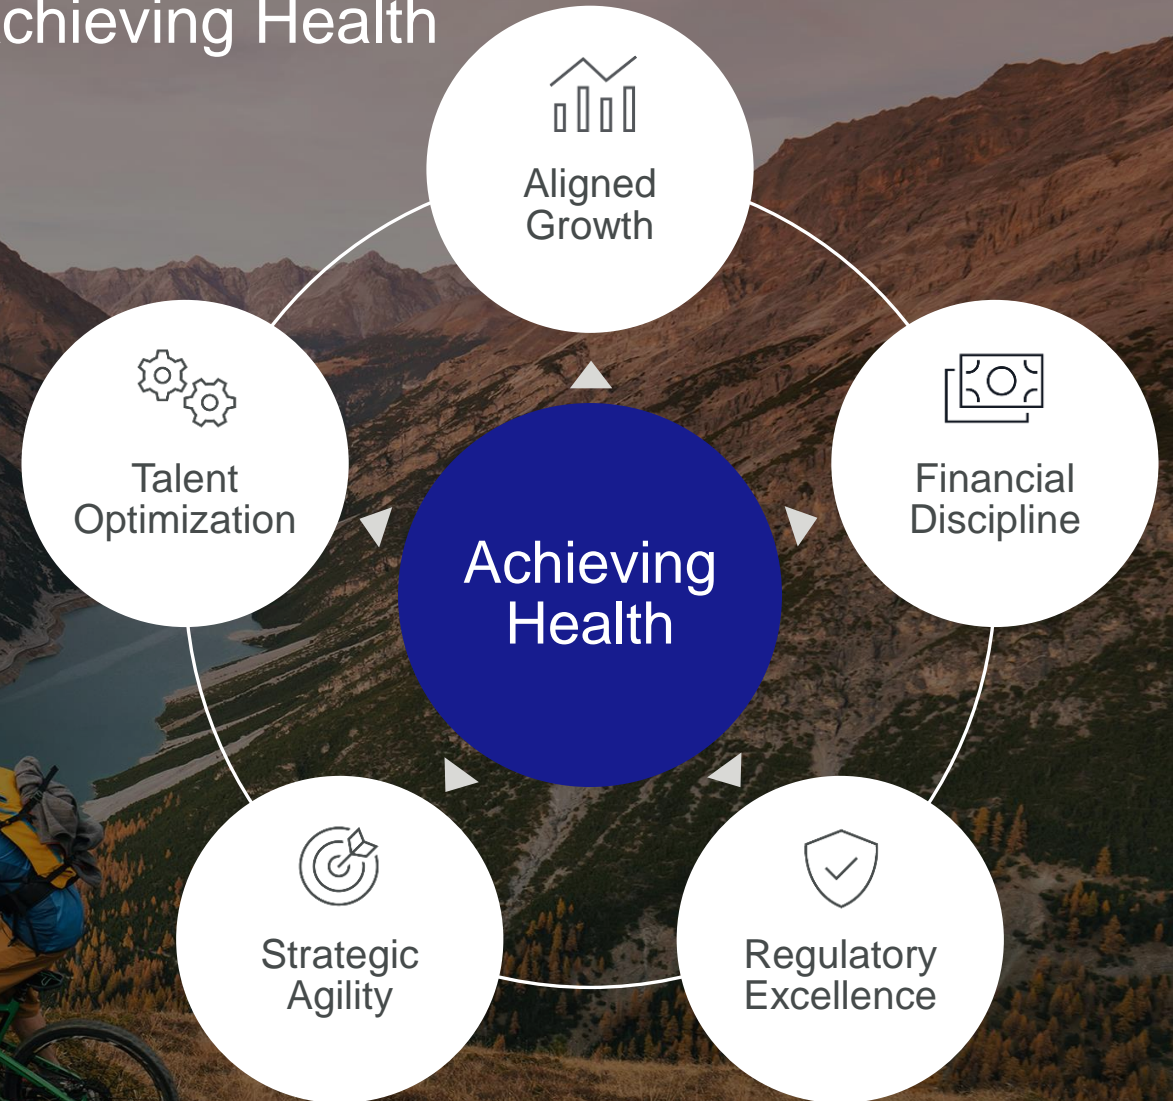 chieving Health
Aligned
Growth
Financial
Discipline
Talent
Optimization
Achieving
Health
Strategic
Agility
Regulatory
Excellence